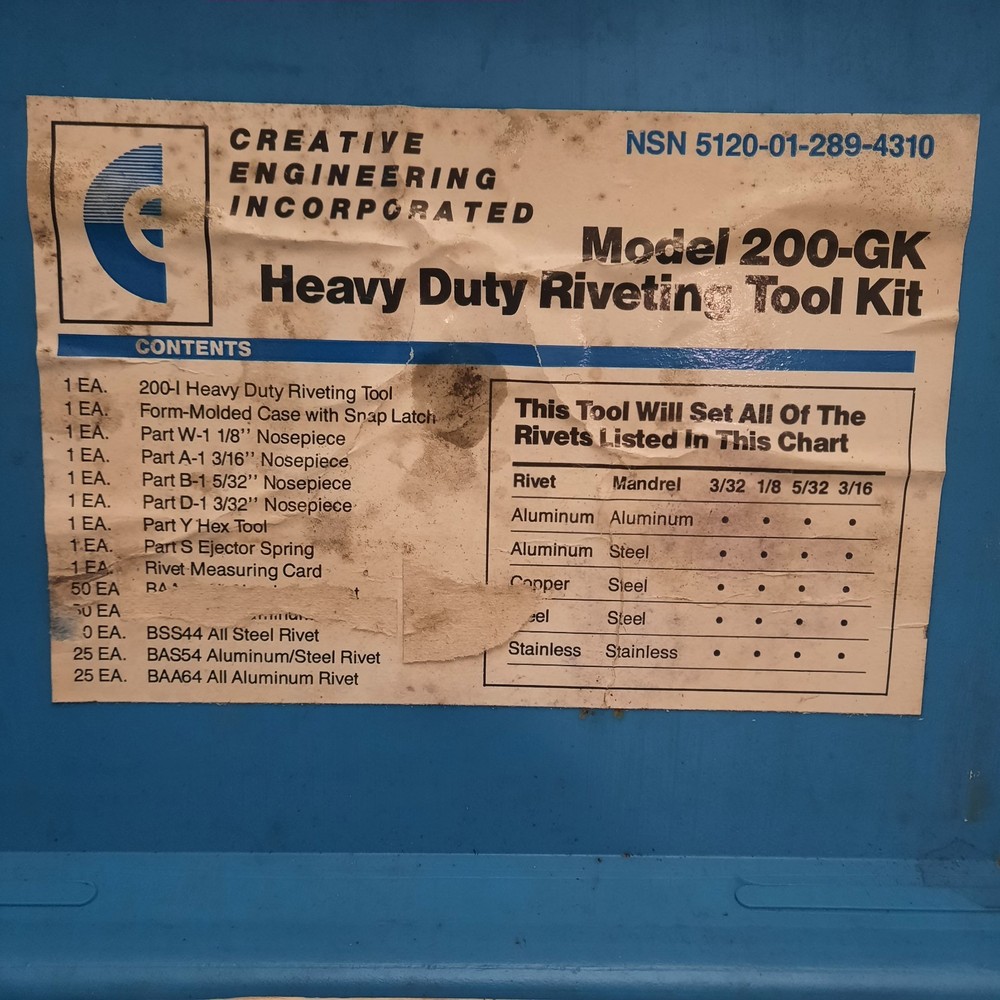 CREATIVE
ENGINEERING
INCORPORATED
NSN 5120-01-289-4310
Model 200-GK
Heavy Duty Riveting Tool Kit
CONTENTS
1 EA. 200-I Heavy Duty Riveting Tool
1 EA. Form-Molded Case with Snap Latch
1 EA. Part W-1 1/8'' Nosepiece
1 EA. Part A-1 3/16'' Nosepiece
1 EA. Part B-1 5/32'' Nosepiece
1 EA. Part D-1 3/32'' Nosepiece
1 EA. Part Y Hex Tool
1 EA. Part S Ejector Spring
1 EA. Rivet Measuring Card
50 EA
EA
EA. BSS44 All Steel Rivet
25 EA. BAS54 Aluminum/Steel Rivet
25 EA. BAA64 All Aluminum Rivet
This Tool Will Set All Of The
Rivets Listed In This Chart
Rivet Mandrel 3/32 1/8 5/32 3/16
Aluminum Aluminum • • • •
Aluminum Steel • • • •
Copper Steel • • • •
Steel • • • •
Stainless Stainless • • • •